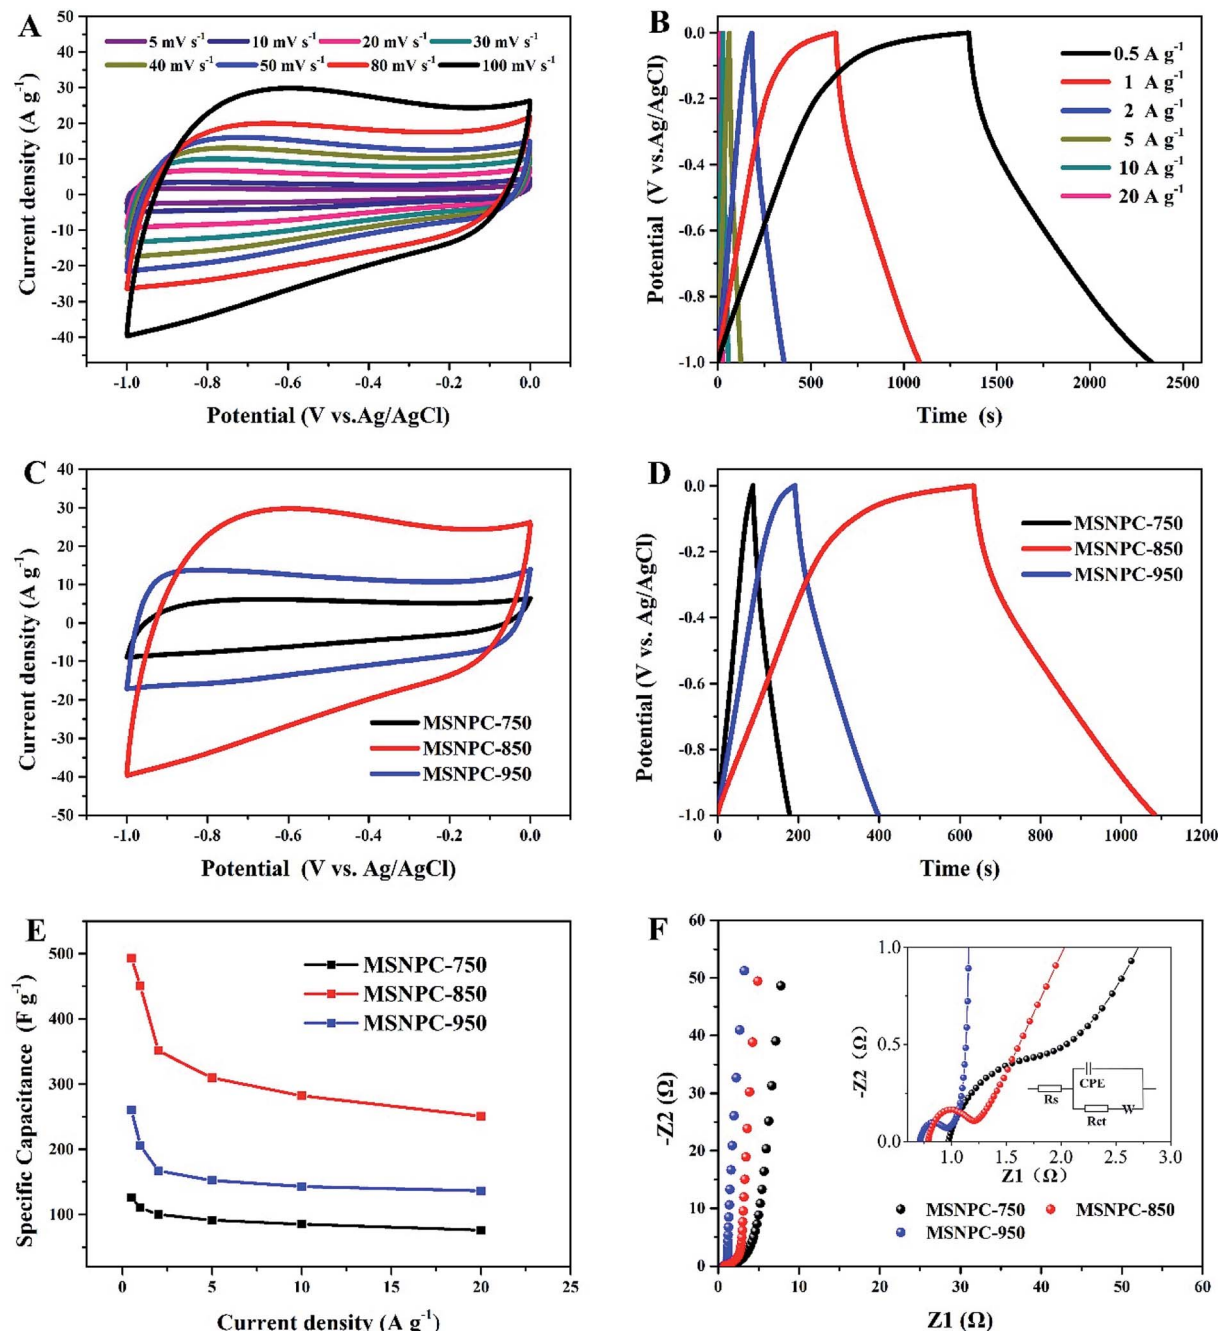 A
50
40
30
20
10
0
-10
-20
-30
-40
Current density (A g⁻¹)
5 mV s⁻¹ 10 mV s⁻¹ 20 mV s⁻¹ 30 mV s⁻¹
40 mV s⁻¹ 50 mV s⁻¹ 80 mV s⁻¹ 100 mV s⁻¹
-1.0 -0.8 -0.6 -0.4 -0.2 0.0
Potential (V vs.Ag/AgCl)
B
0.0
-0.2
-0.4
-0.6
-0.8
-1.0
Potential (V vs.Ag/AgCl)
0.5 A g⁻¹
1 A g⁻¹
2 A g⁻¹
5 A g⁻¹
10 A g⁻¹
20 A g⁻¹
0 500 1000 1500 2000 2500
Time (s)
C
40
30
20
10
0
-10
-20
-30
-40
-50
Current density (A g⁻¹)
MSNPC-750
MSNPC-850
MSNPC-950
-1.0 -0.8 -0.6 -0.4 -0.2 0.0
Potential (V vs. Ag/AgCl)
D
0.0
-0.2
-0.4
-0.6
-0.8
-1.0
Potential (V vs. Ag/AgCl)
MSNPC-750
MSNPC-850
MSNPC-950
0 200 400 600 800 1000 1200
Time (s)
E
500
400
300
200
100
Specific Capacitance (F g⁻¹)
MSNPC-750
MSNPC-850
MSNPC-950
0 5 10 15 20 25
Current density (A g⁻¹)
F
60
50
40
30
20
10
0
-Z2 (Ω)
1.0
0.5
0.0
-Z2 (Ω)
CPE
Rs
Rct
W
1.0 1.5 2.0 2.5 3.0
Z1 (Ω)
MSNPC-750 MSNPC-850
MSNPC-950
0 10 20 30 40 50 60
Z1 (Ω)